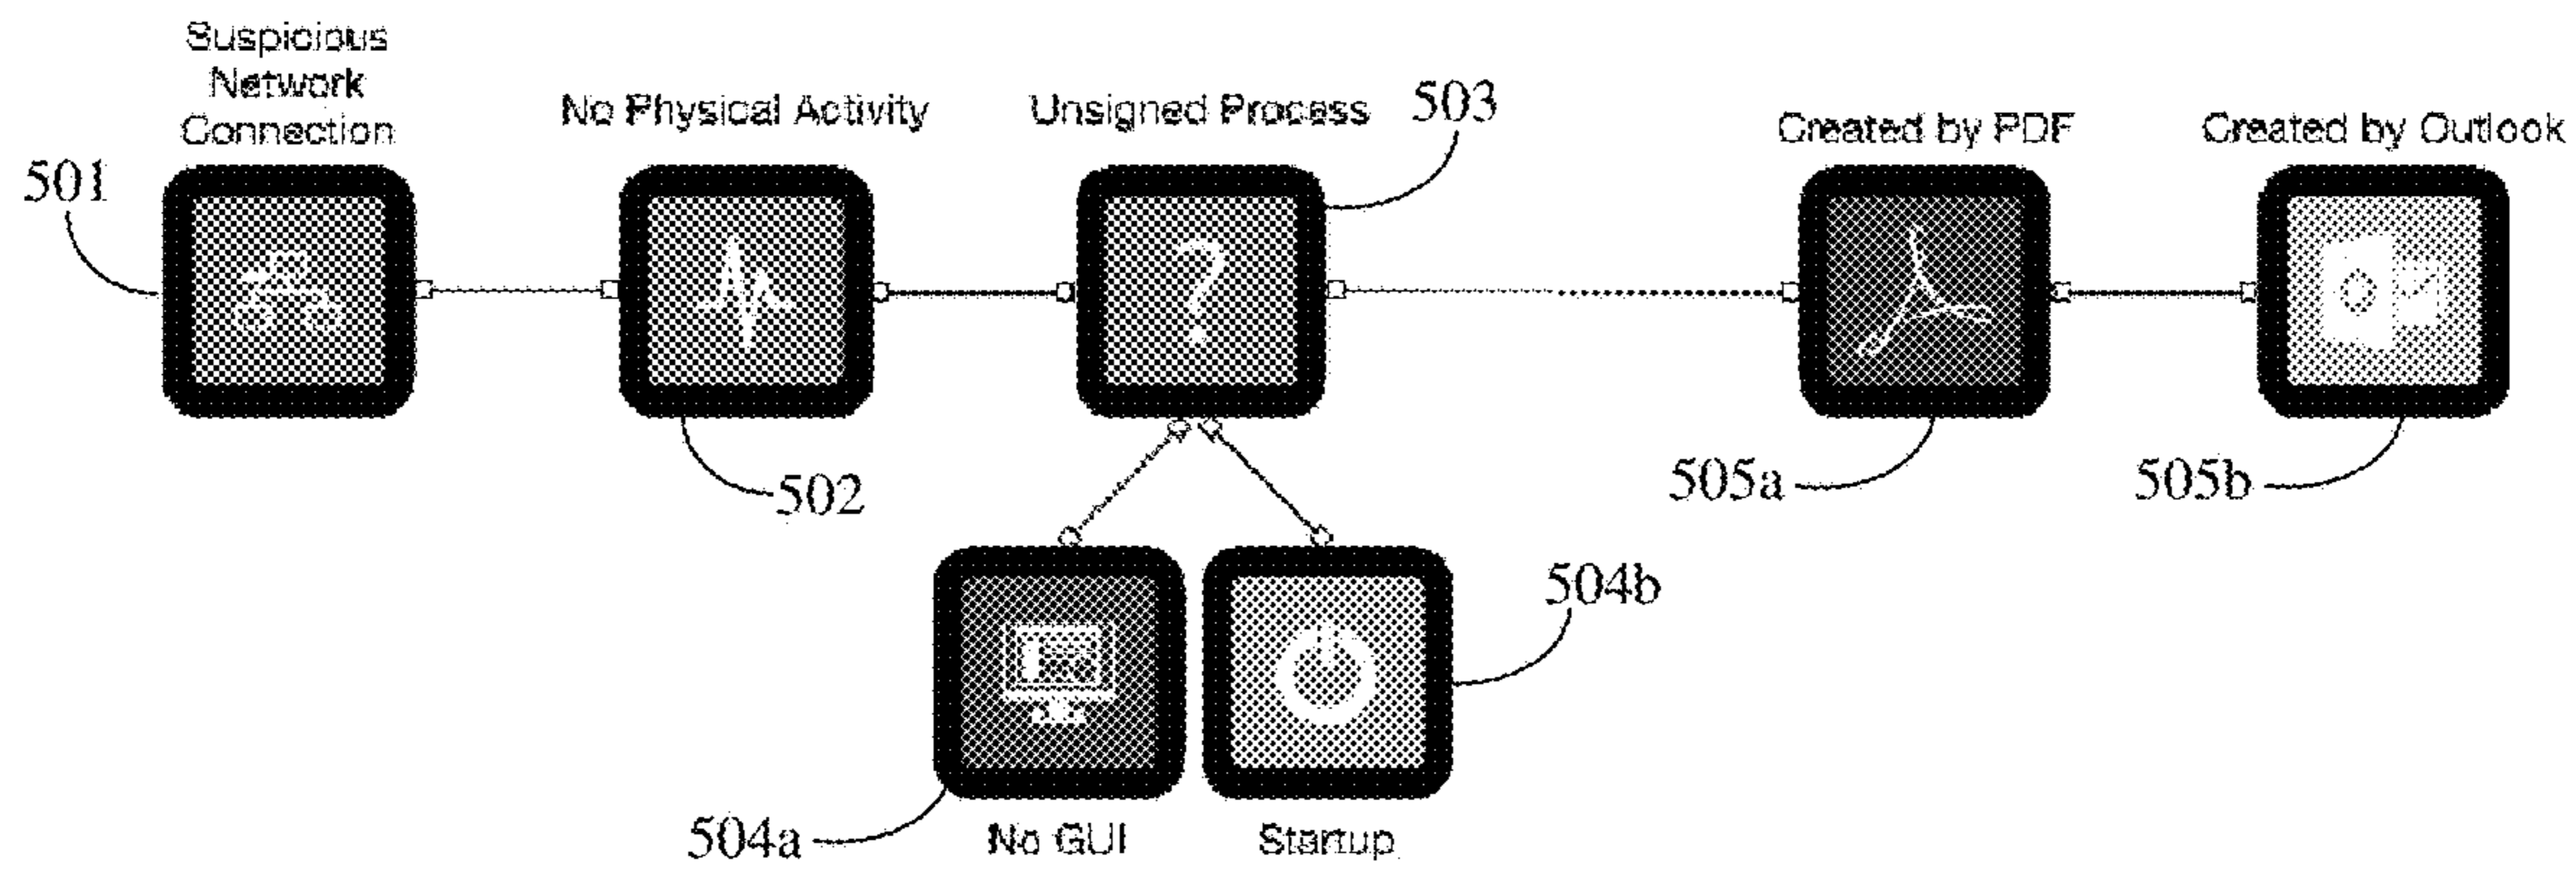 Suspicious
Network
Connection
No Physical Activity
Unsigned Process
503
Created by PDF
Created by Outlook
501
502
505a
505b
504b
504a
No GUI
Startup